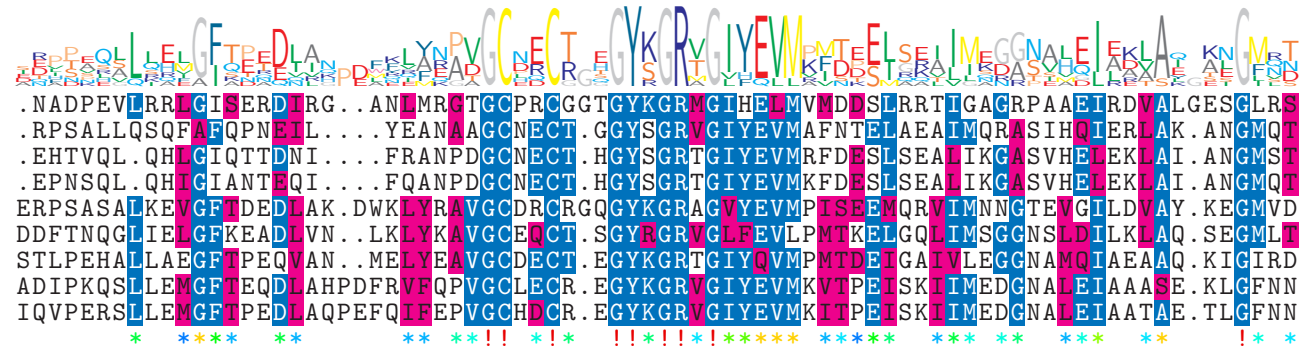 .NADPEVLRRLGISERDIRG..ANLMRGTGCPRCGGTGYKGRMGIHELMVMDDSLRRTIGAGRPAAEIRDVALGESGLRS
.RPSALLQSQFAFQPNEIL....YEANAAGCNECT.GGYSGRVGIYEVMAFNTELAEAIMQRASIHQIERLAK.ANGMQT
.EHTVQL.QHLGIQTTDNI....FRANPDGCNECT.HGYSGRTGIYEVMRFDESLSEALIKGASVHELEKLAI.ANGMST
.EPNSQL.QHIGIANTEQI....FQANPDGCNECT.HGYSGRTGIYEVMKFDESLSEALIKGASVHELEKLAI.ANGMQT
ERPSASALKEVGFTDEDLAK.DWKLYRAVGCDRCRGQGYKGRAGVYEVMPISEEMQRVIMNNGTEVGILDVAY.KEGMVD
DDFTNQGLIELGFKEADLVN..LKLYKAVGCEQCT.SGYRGRVGLFEVLPMTKELGQLIMSGGNSLDILKLAQ.SEGMLT
STLPEHALLAEGFTPEQVAN..MELYEAVGCDECT.EGYKGRTGIYQVMPMTDEIGAIVLEGGNAMQIAEAAQ.KIGIRD
ADIPKQSLLEMGFTEQDLAHPDFRVFQPVGCLECR.EGYKGRVGIYEVMKVTPEISKIIMEDGNALEIAAASE.KLGFNN
IQVPERSLLEMGFTPEDLAQPEFQIFEPVGCHDCR.EGYKGRVGIYEVMKITPEISKIIMEDGNALEIAATAE.TLGFNN